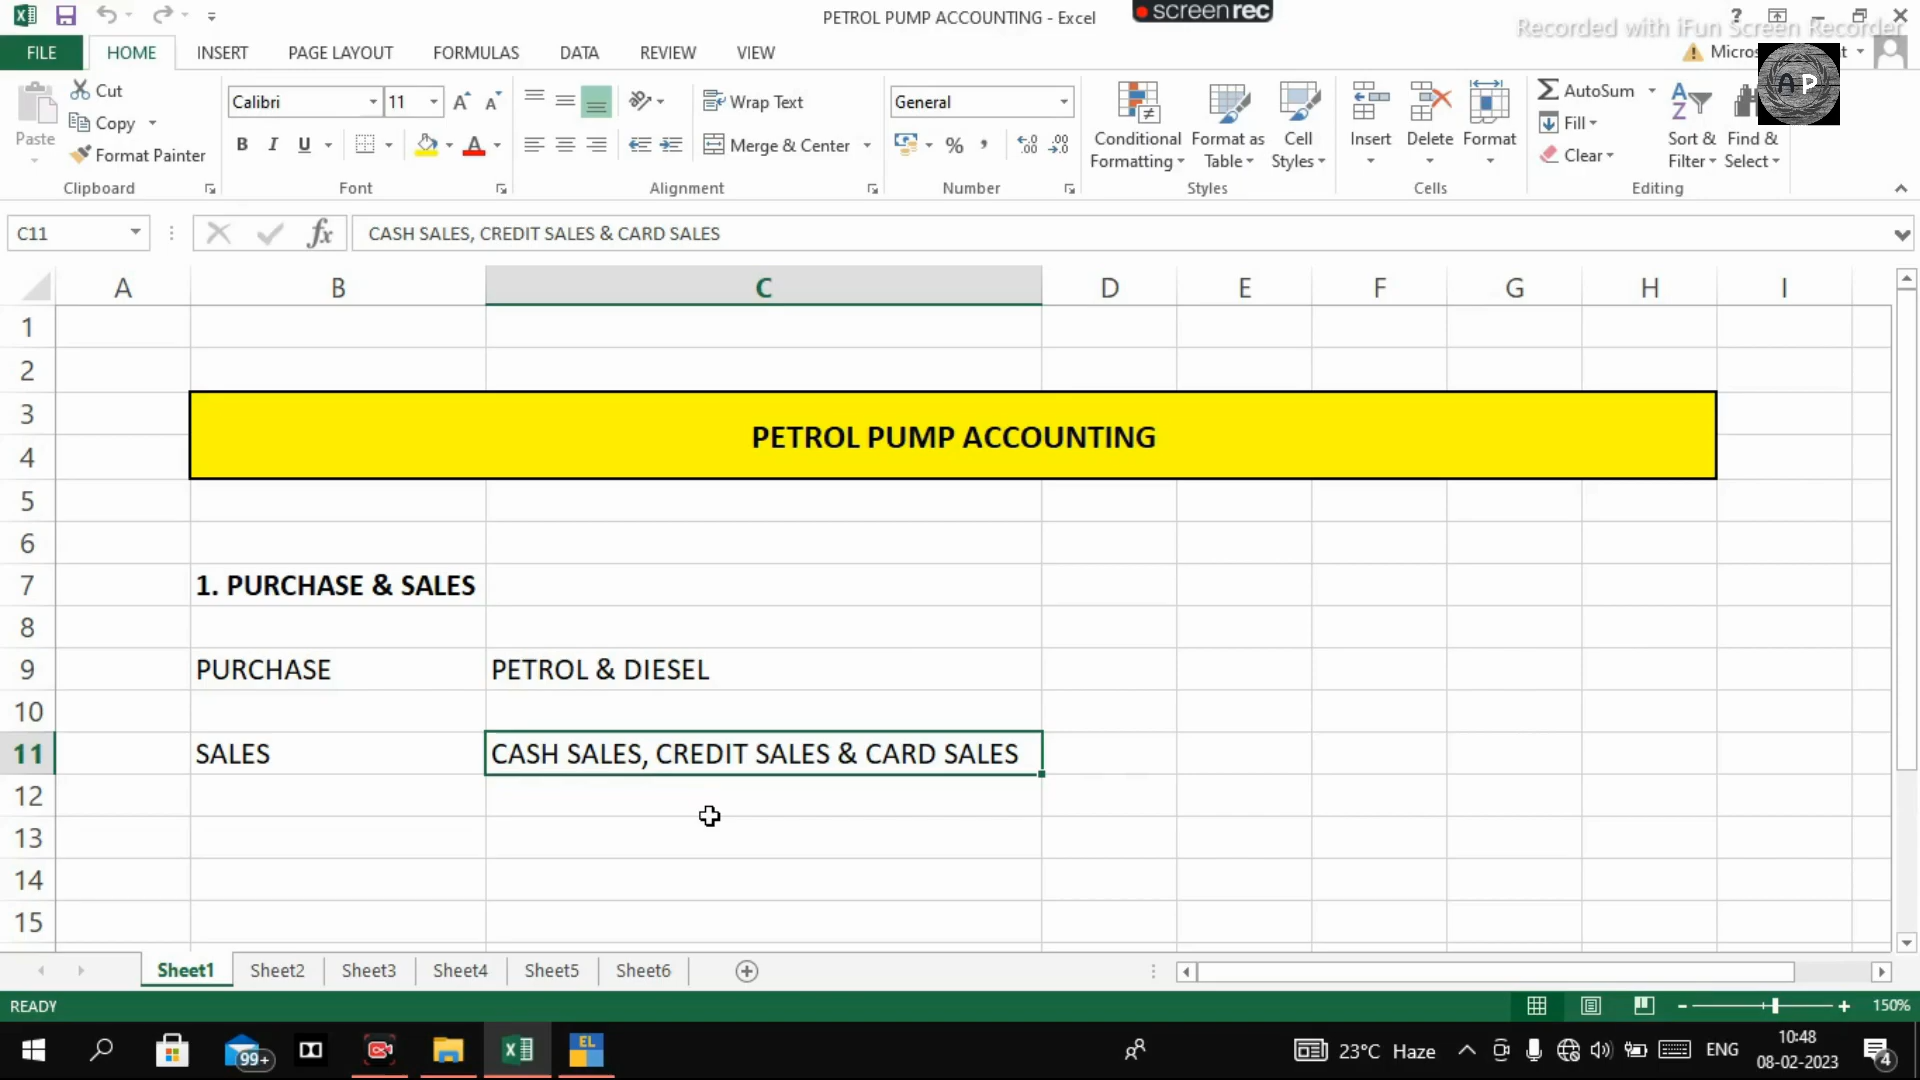 PETROL PUMP ACCOUNTING - Excel
screenrec
?
Recorded with iFun Screen Recorder
FILE HOME INSERT PAGE LAYOUT FORMULAS DATA REVIEW VIEW
AP
Paste
Cut
Copy
Format Painter
Clipboard
Calibri 11
B I U
Font
Wrap Text
Merge & Center
Alignment
General
%
Number
Conditional Formatting
Format as Table
Cell Styles
Styles
Insert
Delete
Format
Cells
AutoSum
Fill
Clear
Sort & Filter
Find & Select
Editing
C11 fx CASH SALES, CREDIT SALES & CARD SALES
A B C D E F G H I
1
2
3
4
PETROL PUMP ACCOUNTING
5
6
7 1. PURCHASE & SALES
8
9 PURCHASE PETROL & DIESEL
10
11 SALES CASH SALES, CREDIT SALES & CARD SALES
12
13
14
15
Sheet1 Sheet2 Sheet3 Sheet4 Sheet5 Sheet6
READY 150%
99+
EL
23°C Haze
ENG
10:48
08-02-2023
4